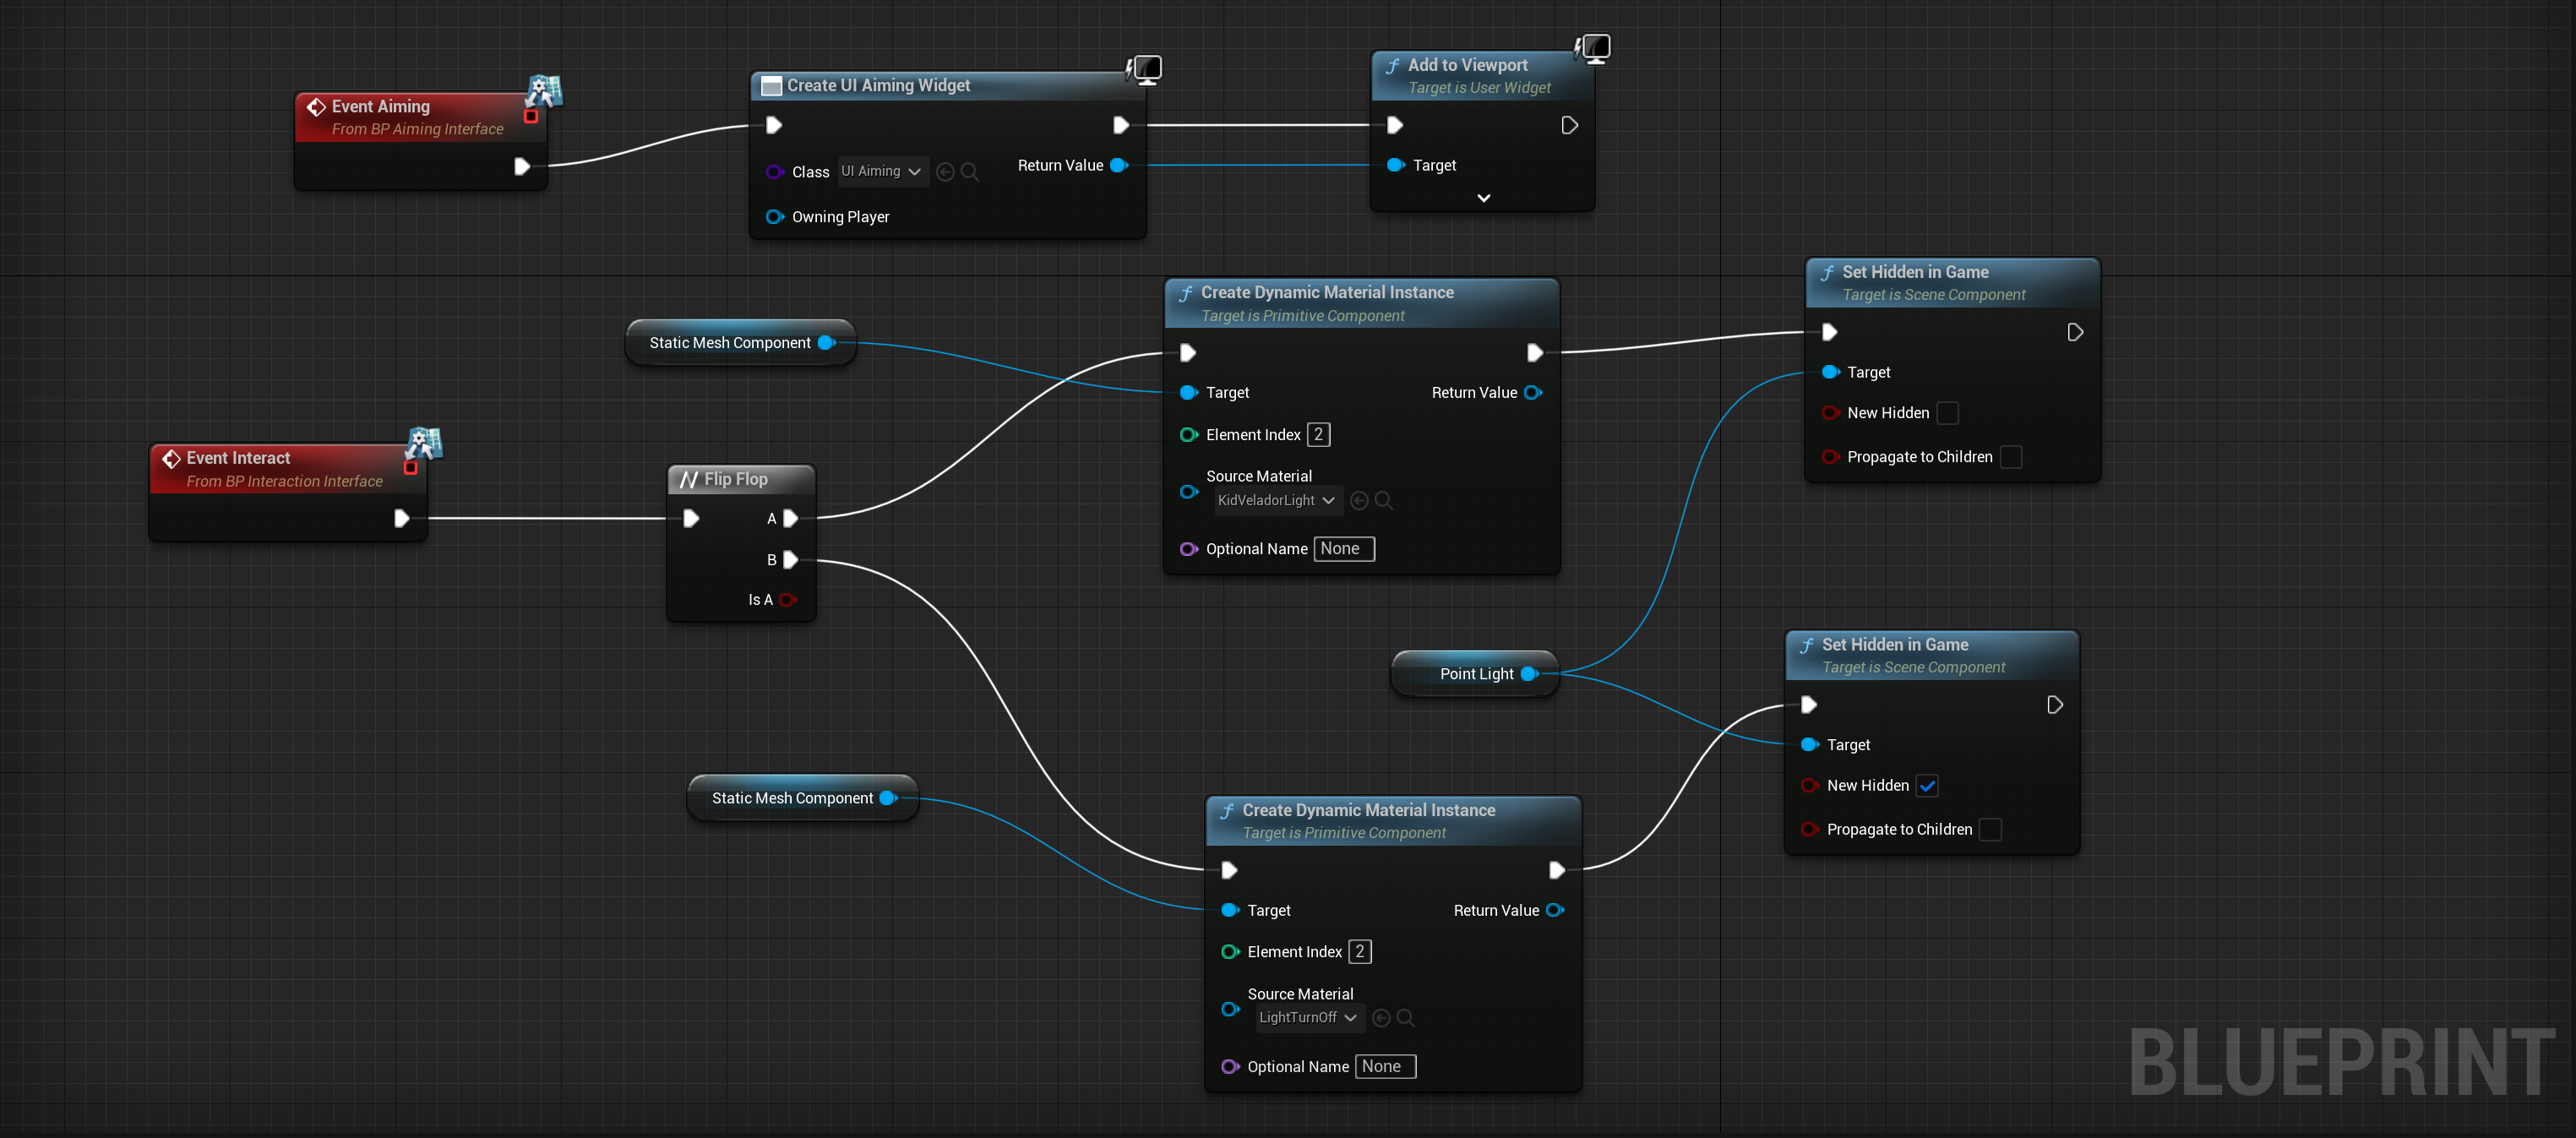 Event Aiming
From BP Aiming Interface
Create UI Aiming Widget
Class UI Aiming
Return Value
Owning Player
Add to Viewport
Target is User Widget
Target
Static Mesh Component
Create Dynamic Material Instance
Target is Primitive Component
Target
Return Value
Element Index 2
Source Material
KidVeladorLight
Optional Name None
Set Hidden in Game
Target is Scene Component
Target
New Hidden
Propagate to Children
Event Interact
From BP Interaction Interface
Flip Flop
A
B
Is A
Point Light
Set Hidden in Game
Target is Scene Component
Target
New Hidden
Propagate to Children
Static Mesh Component
Create Dynamic Material Instance
Target is Primitive Component
Target
Return Value
Element Index 2
Source Material
LightTurnOff
Optional Name None
BLUEPRINT